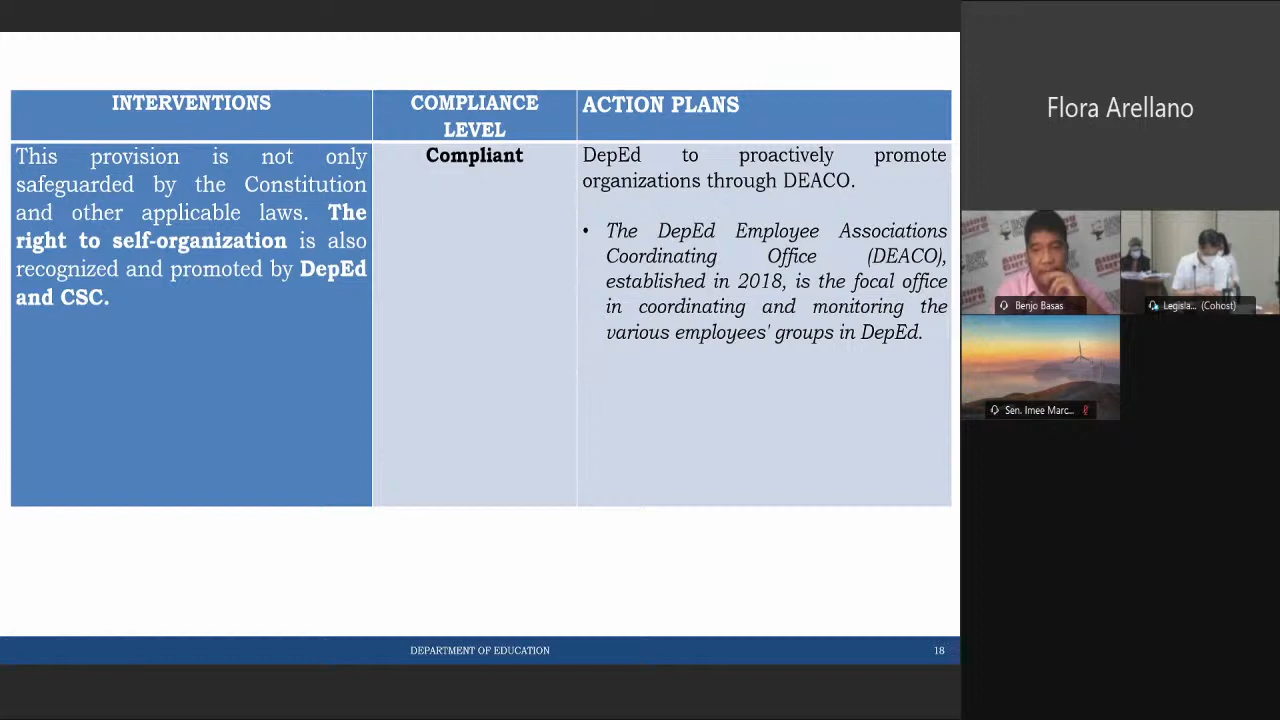 INTERVENTIONS
COMPLIANCE
LEVEL
ACTION PLANS
This provision is not only
safeguarded by the Constitution
and other applicable laws. The
right to self-organization is also
recognized and promoted by DepEd
and CSC.
Compliant
DepEd to proactively promote
organizations through DEACO.
• The DepEd Employee Associations
Coordinating Office (DEACO),
established in 2018, is the focal office
in coordinating and monitoring the
various employees' groups in DepEd.
DEPARTMENT OF EDUCATION
18
Flora Arellano
Benjo Basas
Legisla... (Cohost)
Sen. Imee Marc...